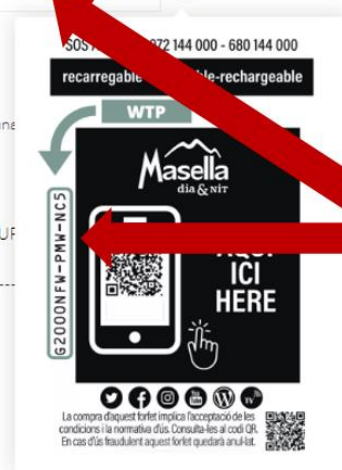 SOS 972 144 000 - 680 144 000
recarregable ble-rechargeable
WTP
Masella
dia & NIT
G2000NFW-PMW-NC5
ICI
HERE
La compra d'aquest forfet implica l'acceptació de les
condicions i la normativa d'ús. Consulta-les al codi QR.
En cas d'ús fraudulent aquest forfet quedarà anul·lat.